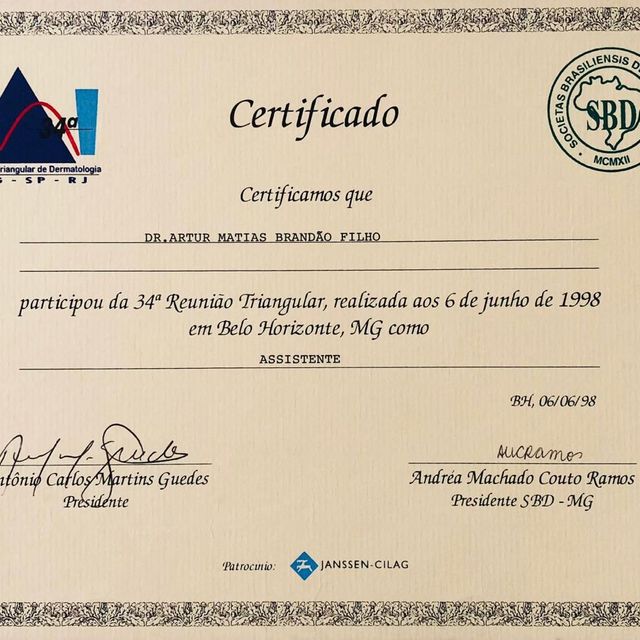 Certificado
34ª
Triangular de Dermatologia
G - SP - RJ
SOCIETAS BRASILIENSIS D
SBD
MCMXII
Certificamos que
DR.ARTUR MATIAS BRANDÃO FILHO
participou da 34ª Reunião Triangular, realizada aos 6 de junho de 1998
em Belo Horizonte, MG como
ASSISTENTE
BH, 06/06/98
ntônio Carlos Martins Guedes
Presidente
AMCRamos
Andréa Machado Couto Ramos
Presidente SBD - MG
Patrocínio:
JANSSEN-CILAG